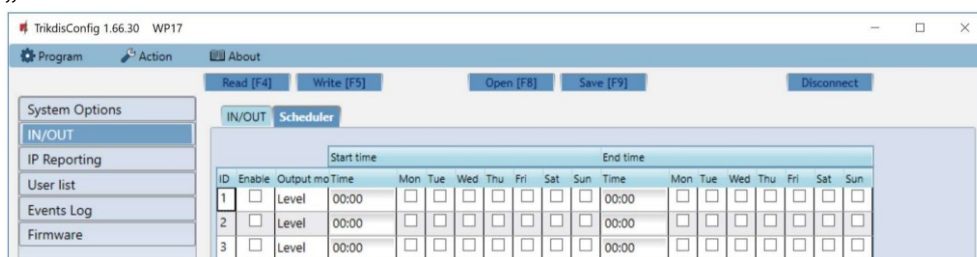 ”
TrikdisConfig 1.66.30 WP17
Program Action About
Read [F4] Write [F5] Open [F8] Save [F9] Disconnect
System Options
IN/OUT
IP Reporting
User list
Events Log
Firmware
IN/OUT Scheduler
Start time End time
ID Enable Output mo Time Mon Tue Wed Thu Fri Sat Sun Time Mon Tue Wed Thu Fri Sat Sun
1 Level 00:00 00:00
2 Level 00:00 00:00
3 Level 00:00 00:00